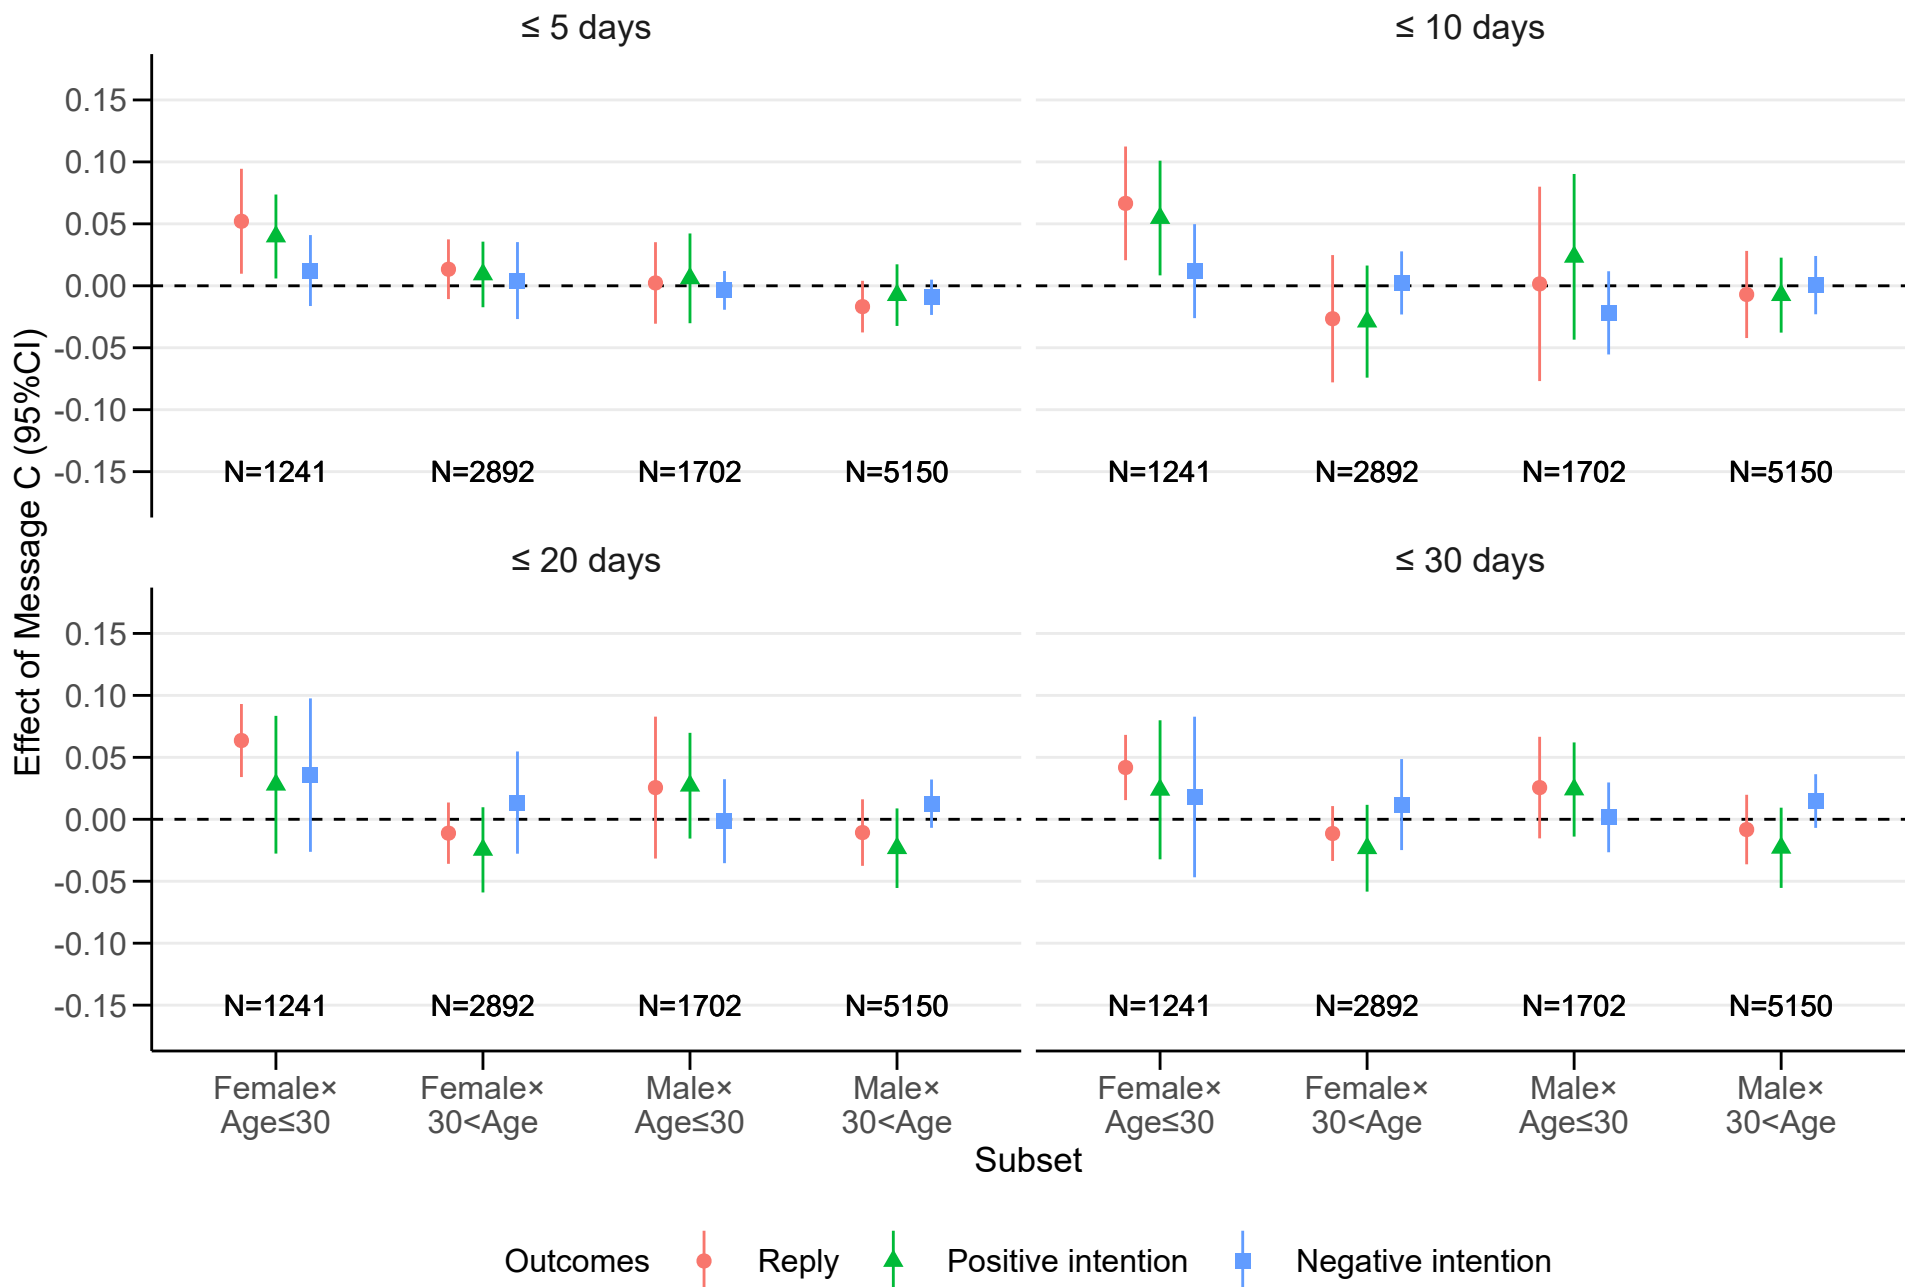 ≤ 5 days
≤ 10 days
0.15
0.10
0.05
0.00
-0.05
-0.10
-0.15
N=1241 N=2892 N=1702 N=5150
N=1241 N=2892 N=1702 N=5150
Effect of Message C (95%CI)
≤ 20 days
≤ 30 days
0.15
0.10
0.05
0.00
-0.05
-0.10
-0.15
N=1241 N=2892 N=1702 N=5150
N=1241 N=2892 N=1702 N=5150
Female× Female× Male× Male× Female× Female× Male× Male×
Age≤30 30<Age Age≤30 30<Age Age≤30 30<Age Age≤30 30<Age
Subset
Outcomes Reply Positive intention Negative intention